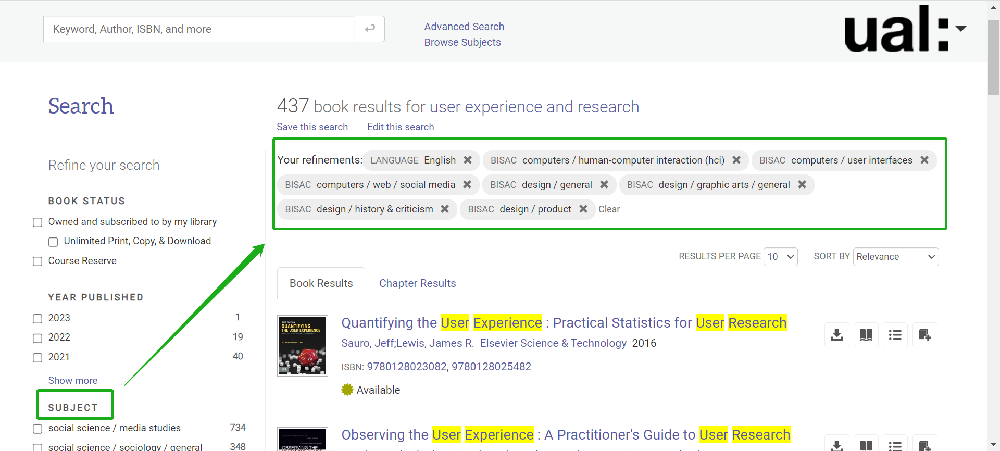 Keyword, Author, ISBN, and more
Advanced Search
Browse Subjects
ual:
Search
437 book results for user experience and research
Save this search Edit this search
Refine your search
Your refinements: LANGUAGE English ✖ BISAC computers / human-computer interaction (hci) ✖ BISAC computers / user interfaces ✖
BISAC computers / web / social media ✖ BISAC design / general ✖ BISAC design / graphic arts / general ✖
BISAC design / history & criticism ✖ BISAC design / product ✖ Clear
BOOK STATUS
Owned and subscribed to by my library
Unlimited Print, Copy, & Download
Course Reserve
YEAR PUBLISHED
2023 1
2022 19
2021 40
Show more
SUBJECT
social science / media studies 734
social science / sociology / general 348
RESULTS PER PAGE 10 SORT BY Relevance
Book Results Chapter Results
2ND EDITION
QUANTIFYING
THE USER EXPERIENCE
MK
Quantifying the User Experience : Practical Statistics for User Research
Sauro, Jeff;Lewis, James R. Elsevier Science & Technology 2016
ISBN: 9780128023082, 9780128025482
Available
OBSERVING THE
Observing the User Experience : A Practitioner's Guide to User Research